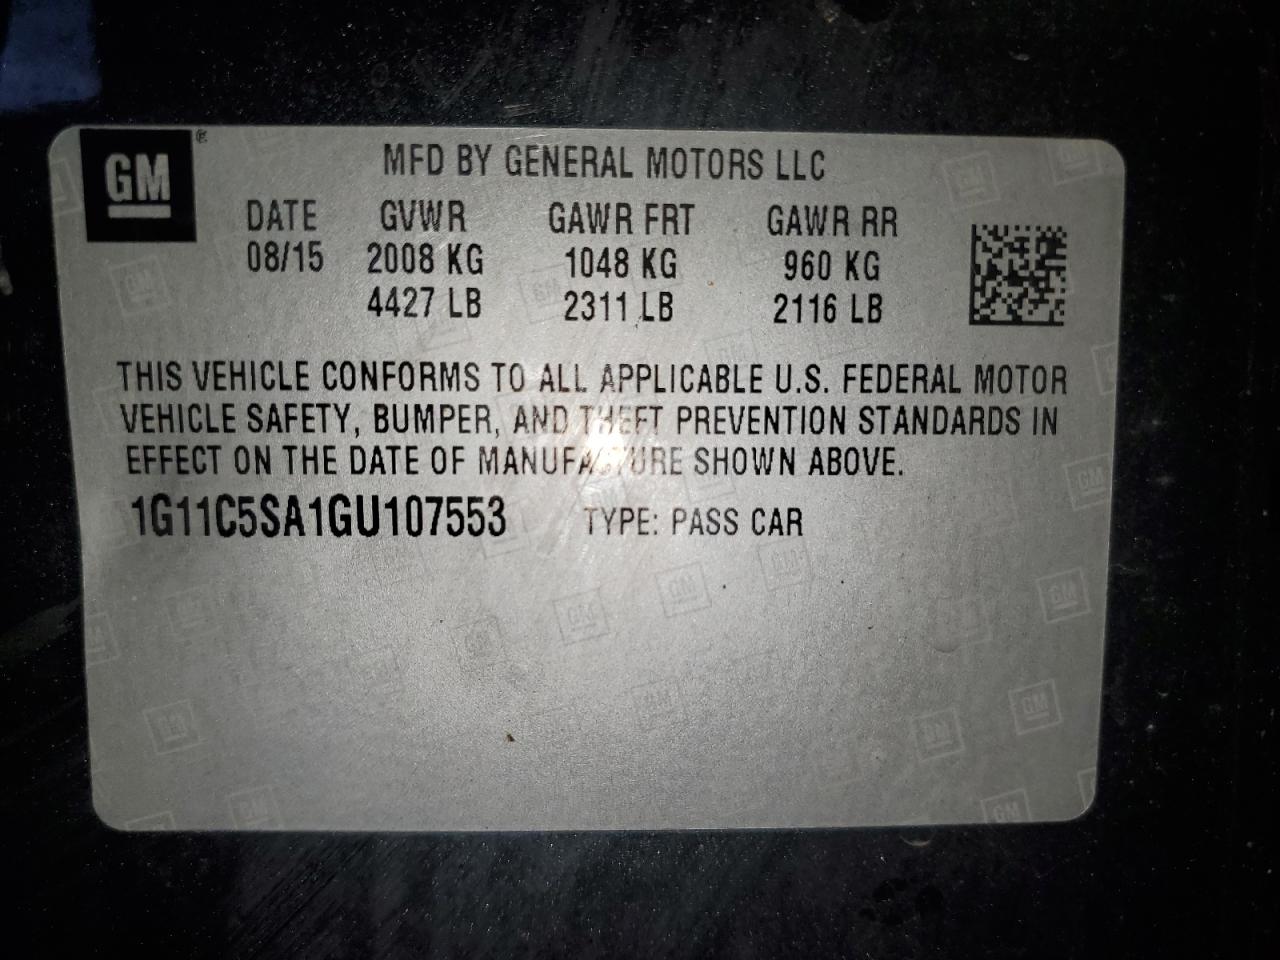 GM ®
MFD BY GENERAL MOTORS LLC
DATE GVWR GAWR FRT GAWR RR
08/15 2008 KG 1048 KG 960 KG
4427 LB 2311 LB 2116 LB
THIS VEHICLE CONFORMS TO ALL APPLICABLE U.S. FEDERAL MOTOR
VEHICLE SAFETY, BUMPER, AND THEFT PREVENTION STANDARDS IN
EFFECT ON THE DATE OF MANUFACTURE SHOWN ABOVE.
1G11C5SA1GU107553 TYPE: PASS CAR